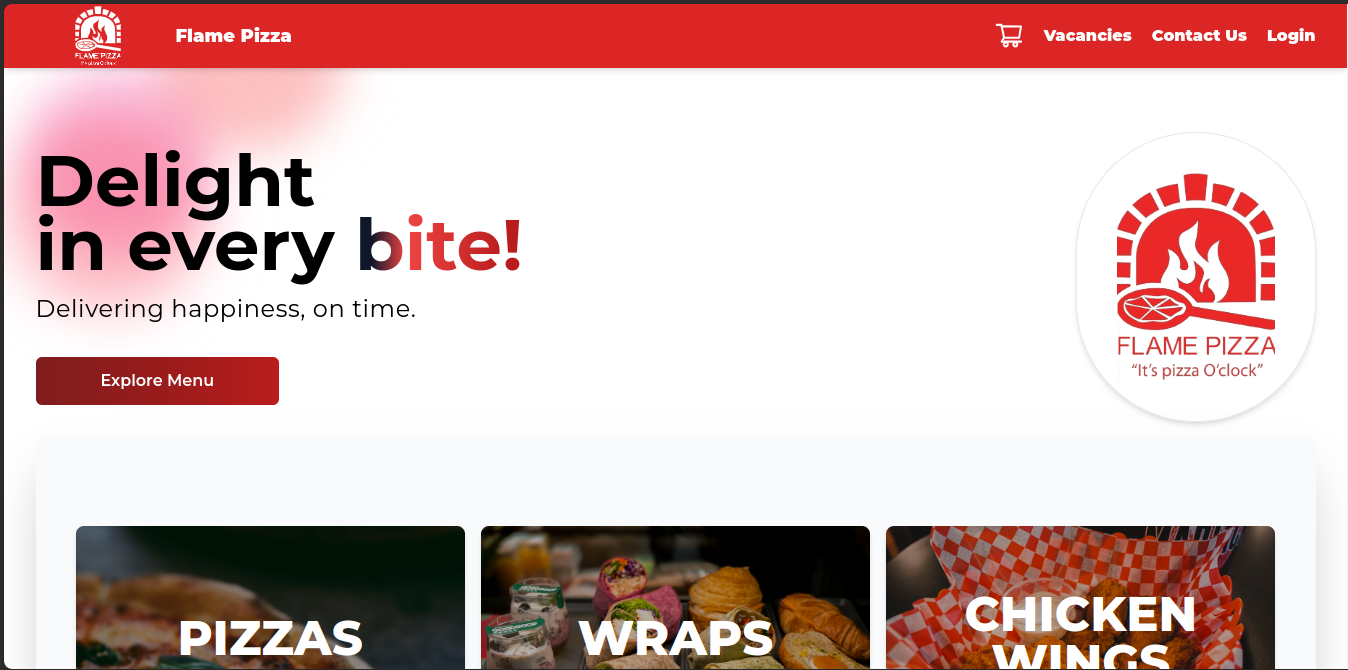 Flame Pizza
Vacancies
Contact Us
Login
FLAME PIZZA
Delight
in every bite!
Delivering happiness, on time.
Explore Menu
FLAME PIZZA
“It’s pizza O’clock”
PIZZAS
WRAPS
CHICKEN
WINGS